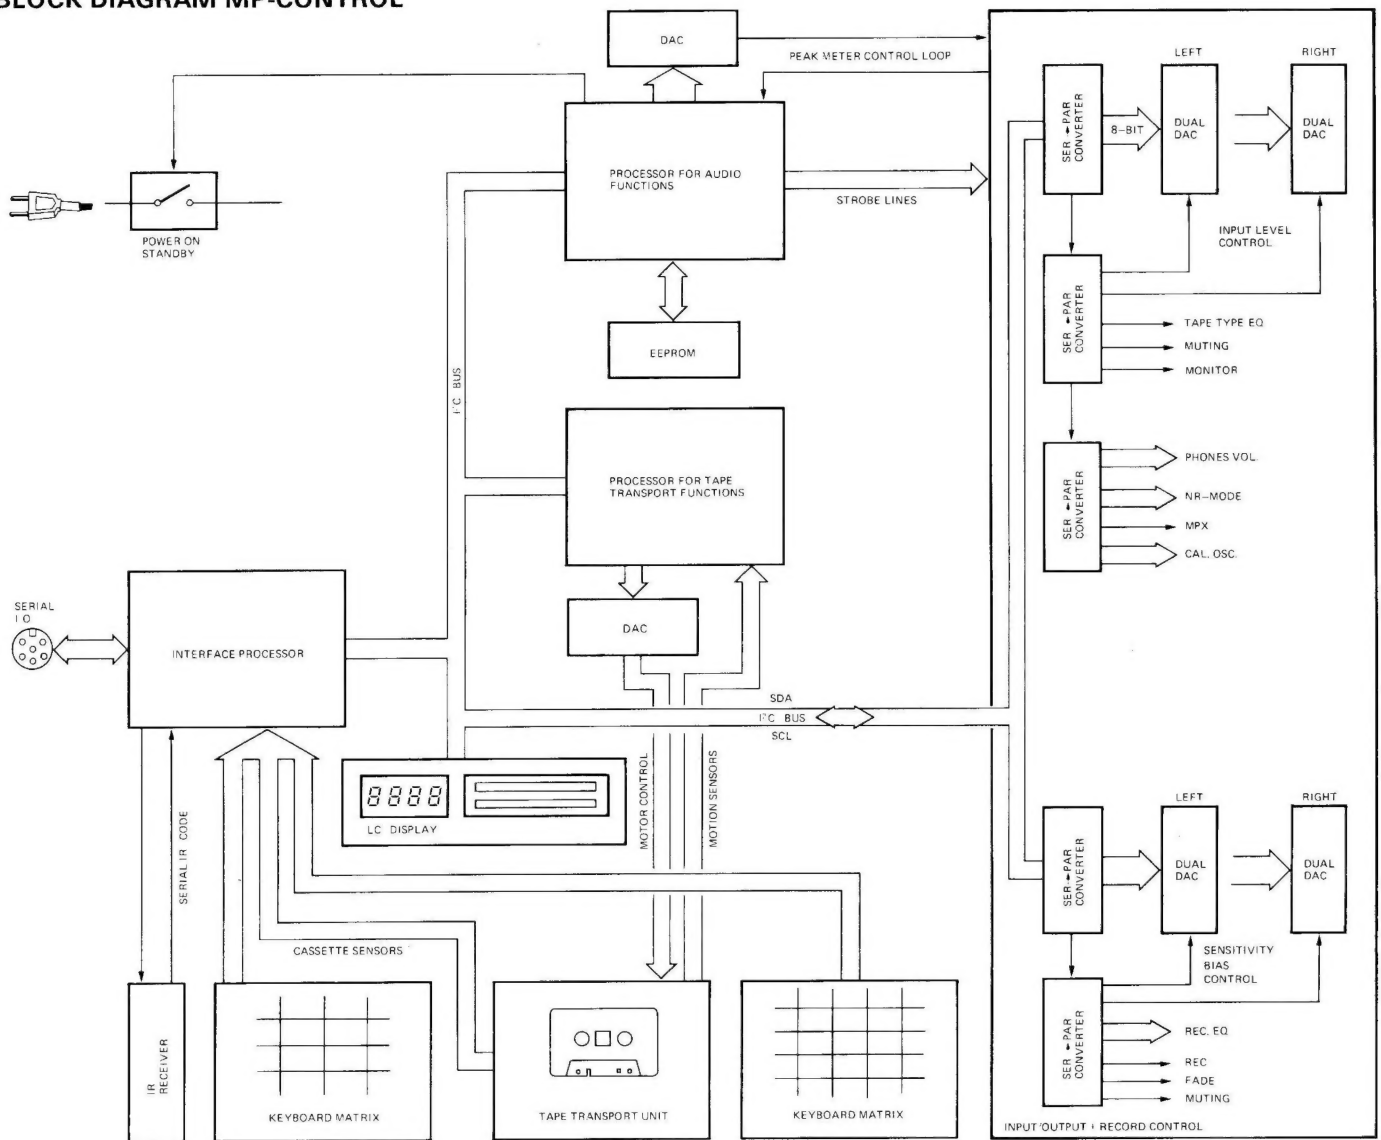 BLOCK DIAGRAM MP-CONTROL
DAC
PEAK METER CONTROL LOOP
LEFT
RIGHT
SER PAR
CONVERTER
8-BIT
DUAL
DAC
DUAL
DAC
PROCESSOR FOR AUDIO
FUNCTIONS
STROBE LINES
POWER ON
STANDBY
INPUT LEVEL
CONTROL
SER PAR
CONVERTER
TAPE TYPE EQ
MUTING
MONITOR
EEPROM
I²C BUS
PROCESSOR FOR TAPE
TRANSPORT FUNCTIONS
SER PAR
CONVERTER
PHONES VOL.
NR-MODE
MPX
CAL. OSC.
SERIAL
I O
INTERFACE PROCESSOR
DAC
SDA
I²C BUS
SCL
8888
LC DISPLAY
MOTOR CONTROL
MOTION SENSORS
SERIAL IR CODE
CASSETTE SENSORS
LEFT
RIGHT
SER PAR
CONVERTER
DUAL
DAC
DUAL
DAC
SENSITIVITY
BIAS
CONTROL
SER PAR
CONVERTER
REC. EQ
REC
FADE
MUTING
IR
RECEIVER
KEYBOARD MATRIX
TAPE TRANSPORT UNIT
KEYBOARD MATRIX
INPUT/OUTPUT + RECORD CONTROL